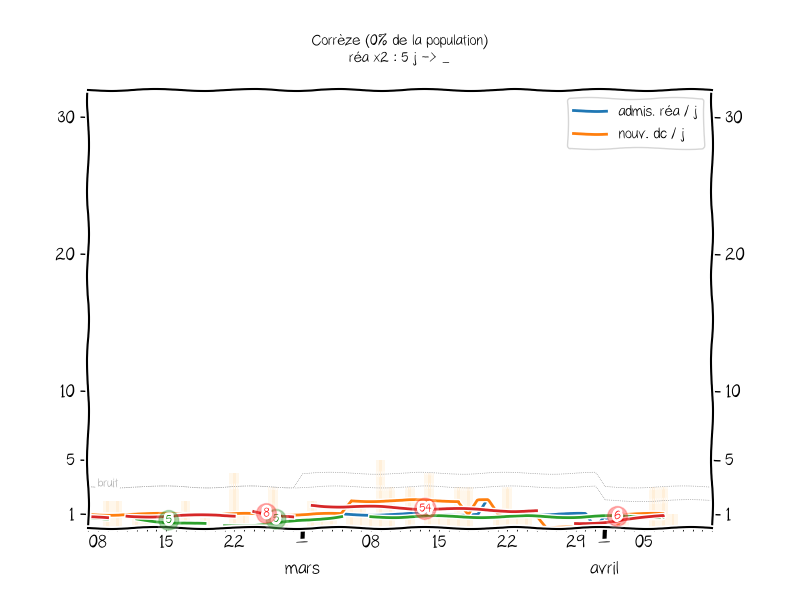 Corrèze (0% de la population)
réa x2 : 5 j -> _
admis. réa / j
nouv. dc / j
30 30
20 20
10 10
5 5
bruit
1 1
5 8 5 54 6
08 15 22 08 15 22 29 05
mars avril